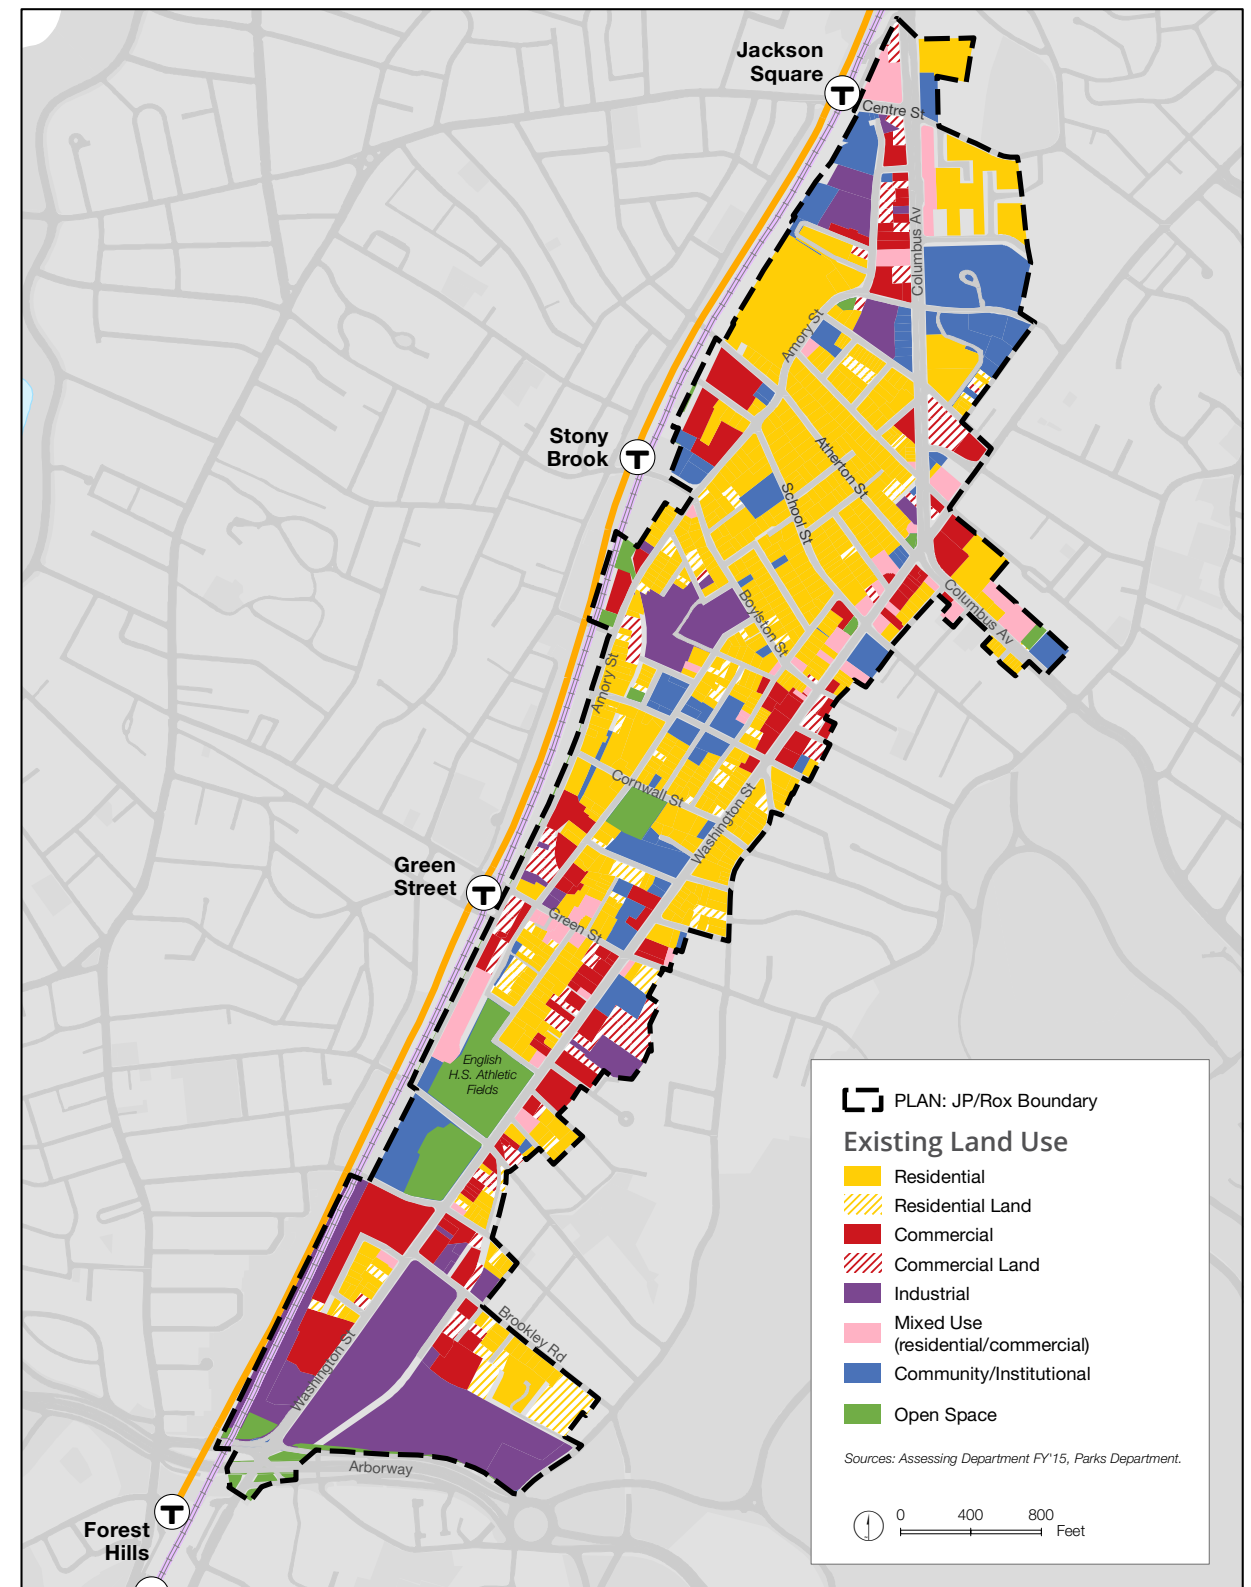 Jackson
Square
T
Centre St
Columbus Av
Amory St
Stony
Brook
T
Atherton St
School St
Columbus Av
Boylston St
Amory St
Cornwall St
Washington St
Green
Street
T
Green St
English
H.S. Athletic
Fields
Brookley Rd
Washington St
Arborway
T
Forest
Hills
PLAN: JP/Rox Boundary
Existing Land Use
Residential
Residential Land
Commercial
Commercial Land
Industrial
Mixed Use
(residential/commercial)
Community/Institutional
Open Space
Sources: Assessing Department FY'15, Parks Department.
0 400 800
Feet